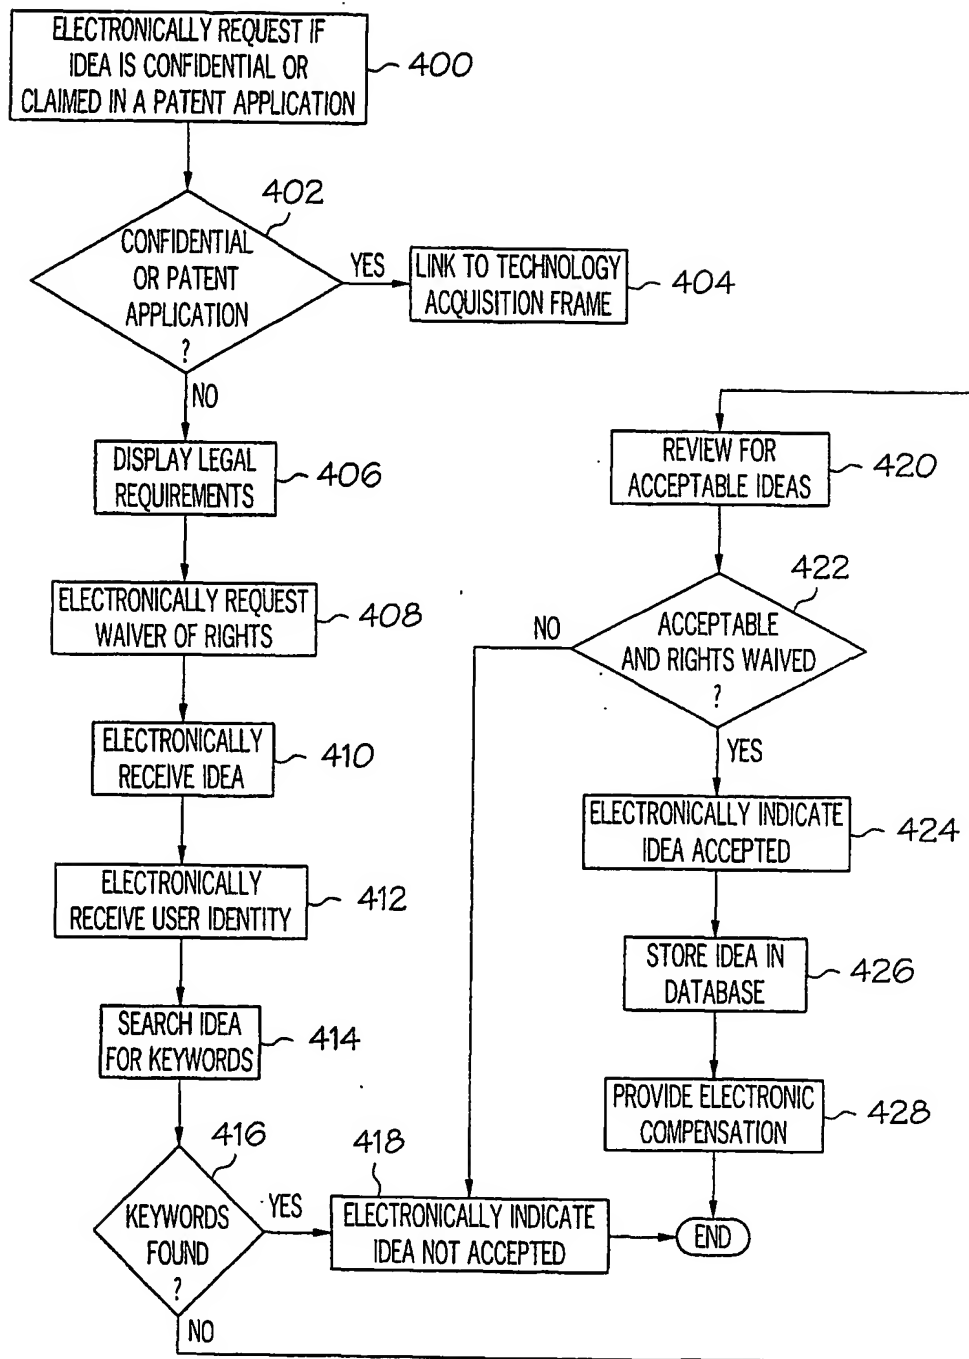 ELECTRONICALLY REQUEST IF
IDEA IS CONFIDENTIAL OR
CLAIMED IN A PATENT APPLICATION
400
402
CONFIDENTIAL
OR PATENT
APPLICATION
?
YES
LINK TO TECHNOLOGY
ACQUISITION FRAME
404
NO
DISPLAY LEGAL
REQUIREMENTS
406
ELECTRONICALLY REQUEST
WAIVER OF RIGHTS
408
ELECTRONICALLY
RECEIVE IDEA
410
ELECTRONICALLY
RECEIVE USER IDENTITY
412
SEARCH IDEA
FOR KEYWORDS
414
416
KEYWORDS
FOUND
?
YES
NO
418
ELECTRONICALLY INDICATE
IDEA NOT ACCEPTED
REVIEW FOR
ACCEPTABLE IDEAS
420
422
ACCEPTABLE
AND RIGHTS WAIVED
?
NO
YES
ELECTRONICALLY INDICATE
IDEA ACCEPTED
424
STORE IDEA IN
DATABASE
426
PROVIDE ELECTRONIC
COMPENSATION
428
END